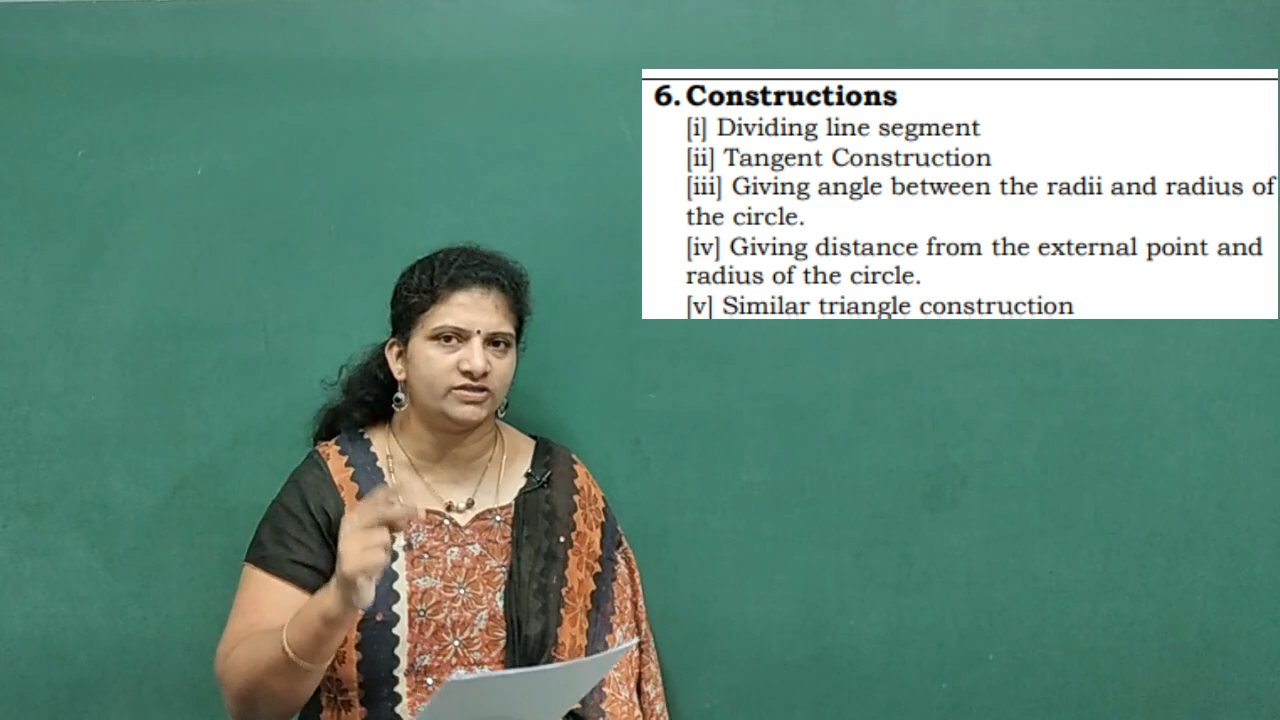 6. Constructions
[i] Dividing line segment
[ii] Tangent Construction
[iii] Giving angle between the radii and radius of
the circle.
[iv] Giving distance from the external point and
radius of the circle.
[v] Similar triangle construction